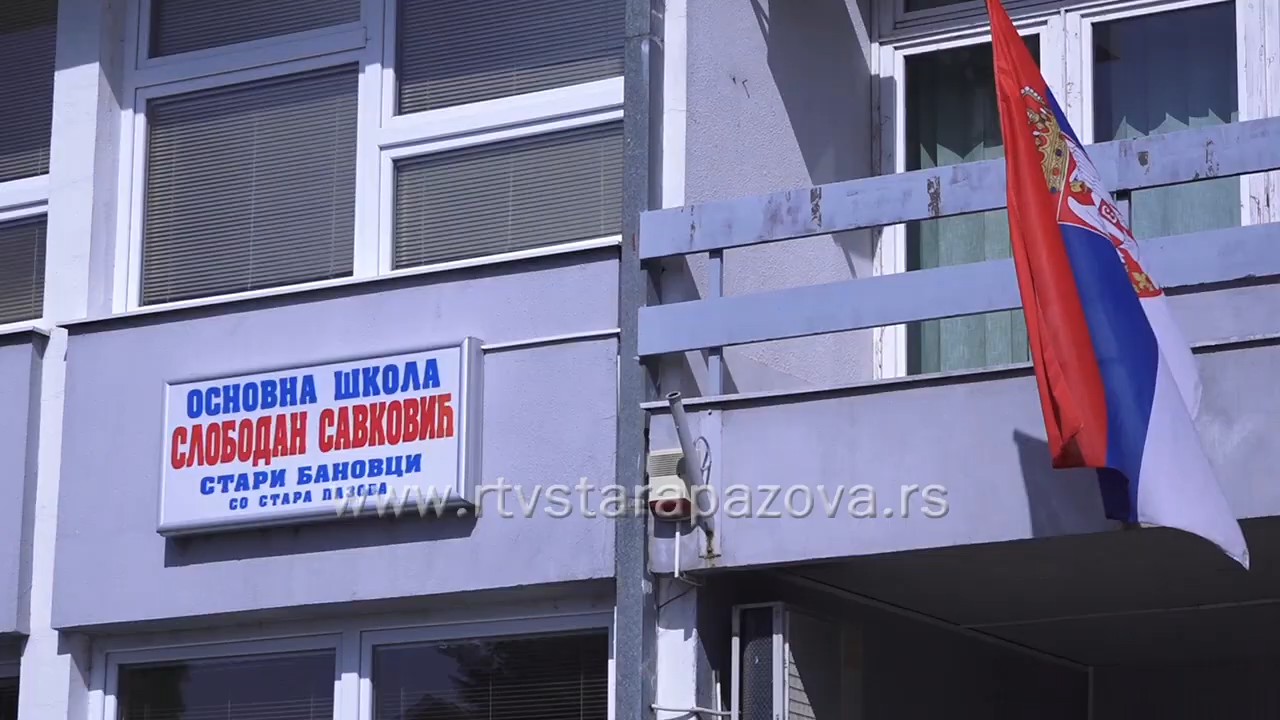 ОСНОВНА ШКОЛА
СЛОБОДАН САВКОВИЋ
СТАРИ БАНОВЦИ
СО СТАРА ПАЗОВА
www.rtvstarapazova.rs